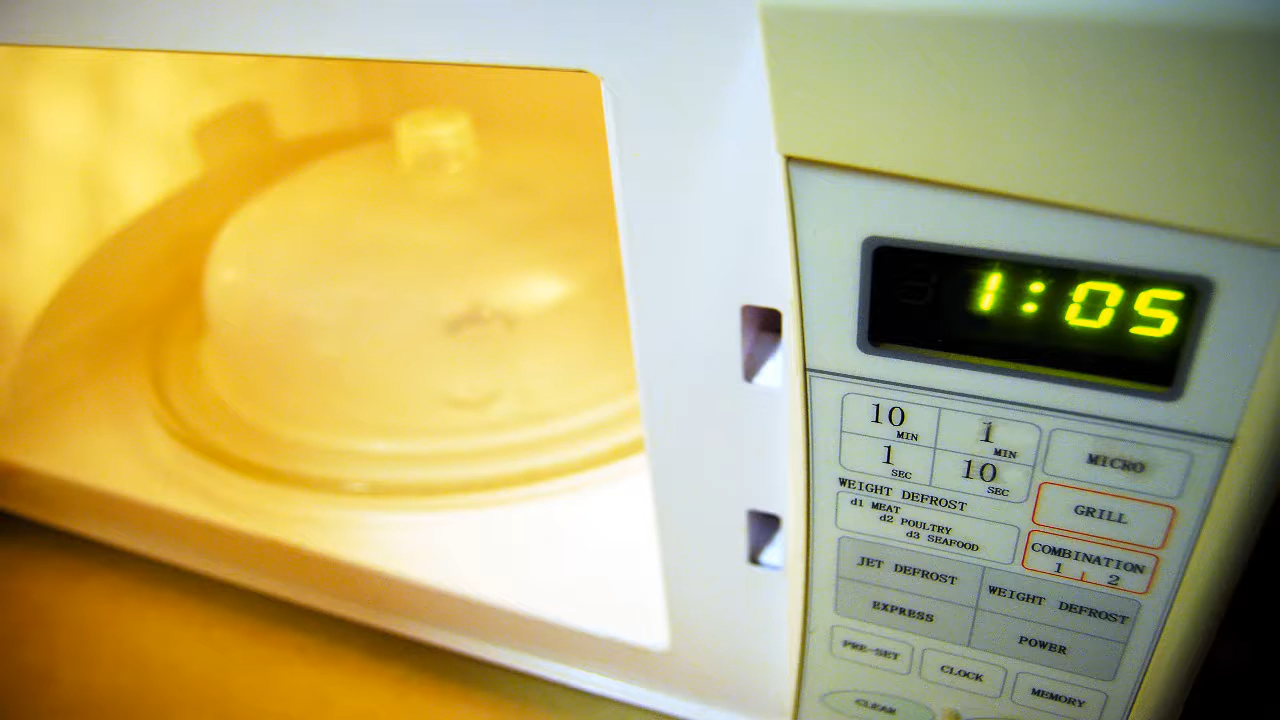 1:05
10 MIN
1 MIN
1 SEC
10 SEC
MICRO
WEIGHT DEFROST
d1 MEAT
d2 POULTRY
d3 SEAFOOD
GRILL
COMBINATION
1 2
JET DEFROST
WEIGHT DEFROST
EXPRESS
POWER
PRE-SET
CLOCK
MEMORY
CLEAR